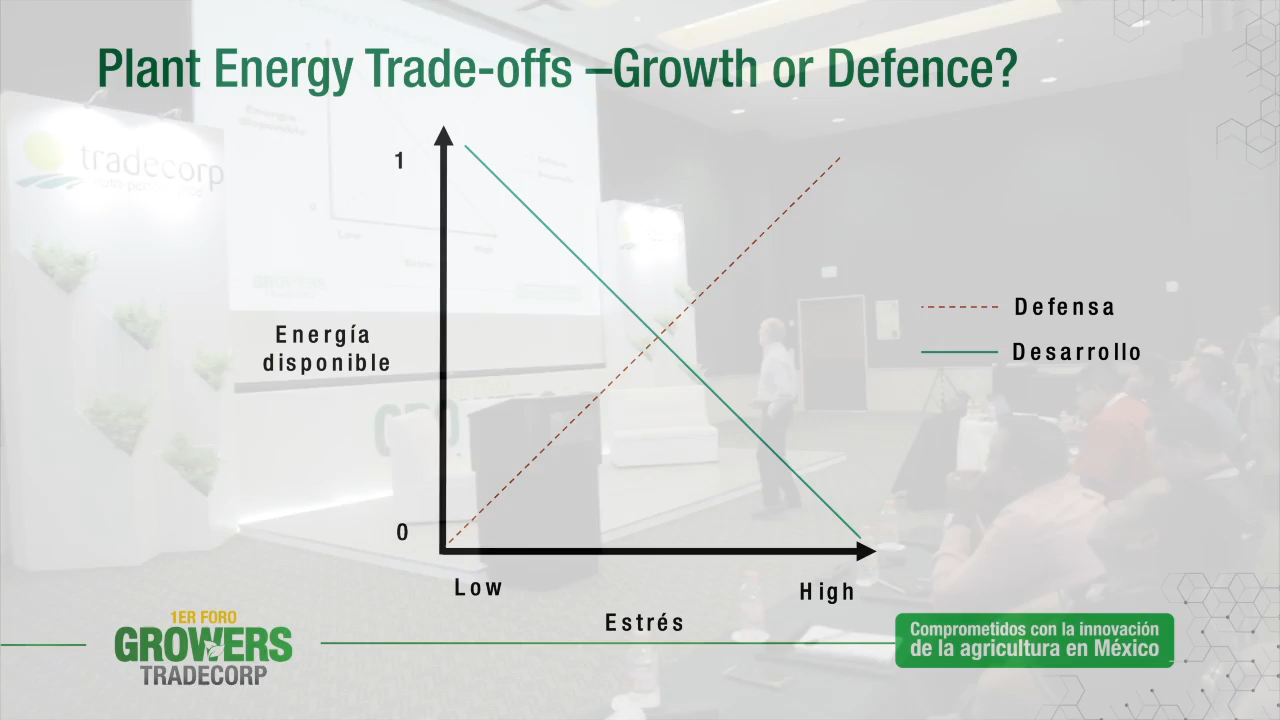 Plant Energy Trade-offs –Growth or Defence?
tradecorp
1
Energía
disponible
0
Defensa
Desarrollo
Low
High
Estrés
1ER FORO
GROWERS
TRADECORP
Comprometidos con la innovación
de la agricultura en México